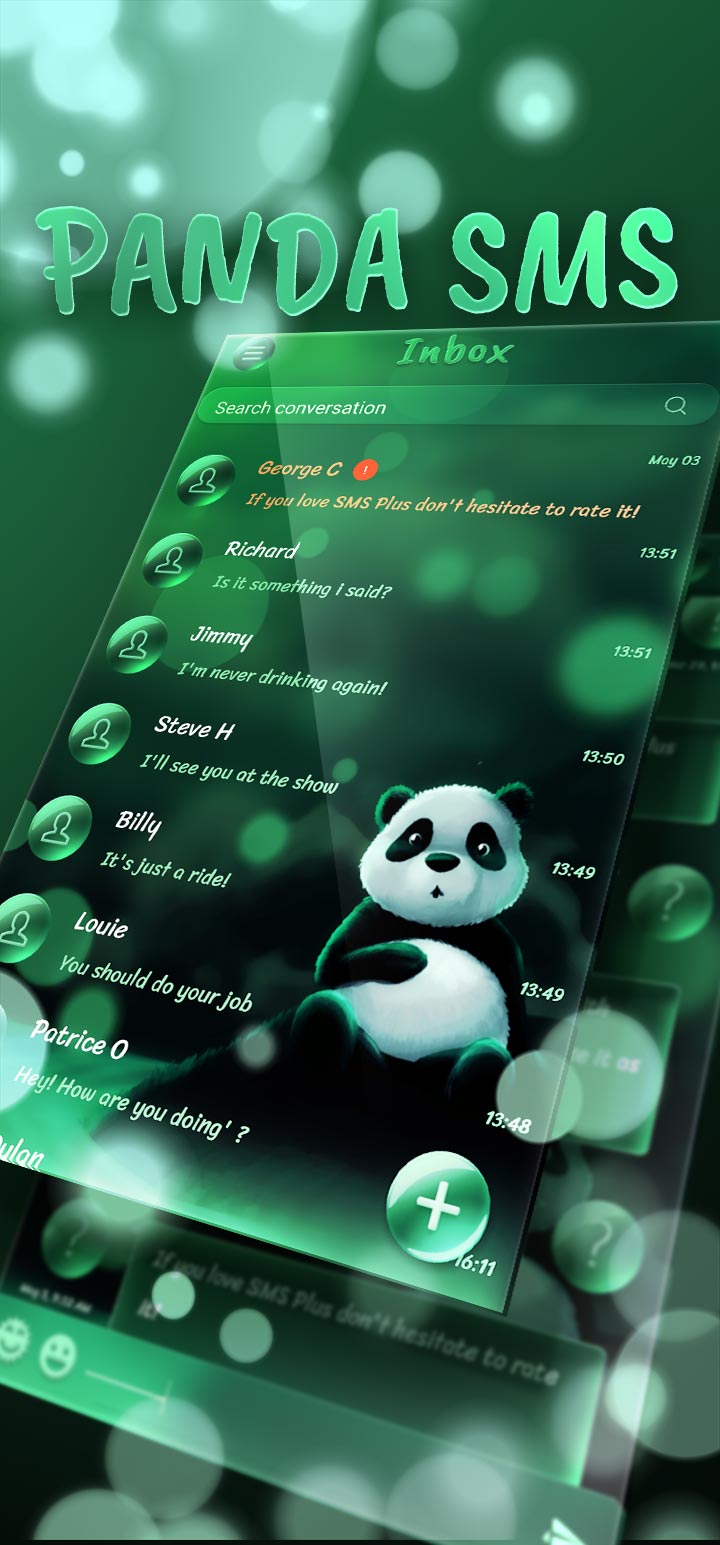 PANDA SMS
Inbox
Search conversation
George C !
May 03
If you love SMS Plus don't hesitate to rate it!
Richard
13:51
Is it something i said?
Jimmy
13:51
I'm never drinking again!
Steve H
13:50
I'll see you at the show
Billy
13:49
It's just a ride!
Louie
13:49
You should do your job
Patrice O
13:48
Hey! How are you doing' ?
Dylan
16:11
If you love SMS Plus don't hesitate to rate
it!